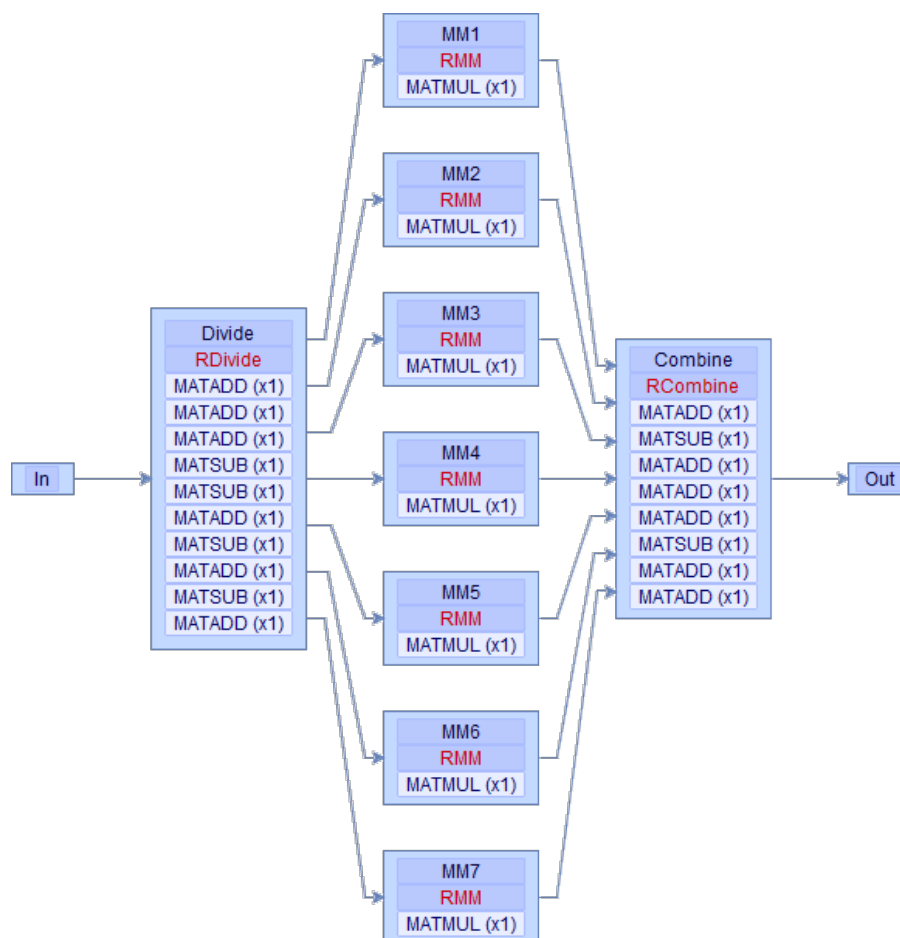 MM1
RMM
MATMUL (x1)
MM2
RMM
MATMUL (x1)
MM3
RMM
MATMUL (x1)
Divide
RDivide
MATADD (x1)
MATADD (x1)
MATADD (x1)
MATSUB (x1)
MATSUB (x1)
MATADD (x1)
MATSUB (x1)
MATADD (x1)
MATSUB (x1)
MATADD (x1)
Combine
RCombine
MATADD (x1)
MATSUB (x1)
MATADD (x1)
MATADD (x1)
MATADD (x1)
MATSUB (x1)
MATADD (x1)
MATADD (x1)
In
MM4
RMM
MATMUL (x1)
Out
MM5
RMM
MATMUL (x1)
MM6
RMM
MATMUL (x1)
MM7
RMM
MATMUL (x1)